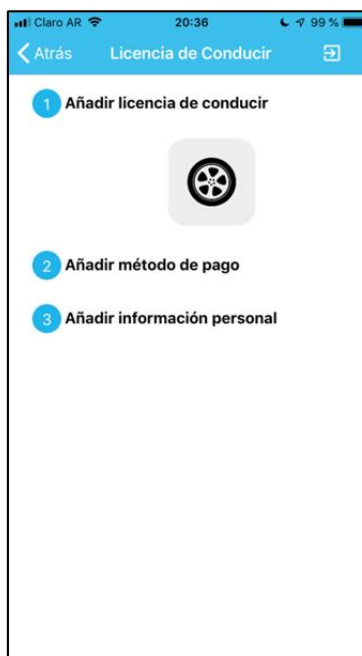 Claro AR 20:36 99 %
Atrás Licencia de Conducir
1 Añadir licencia de conducir
2 Añadir método de pago
3 Añadir información personal